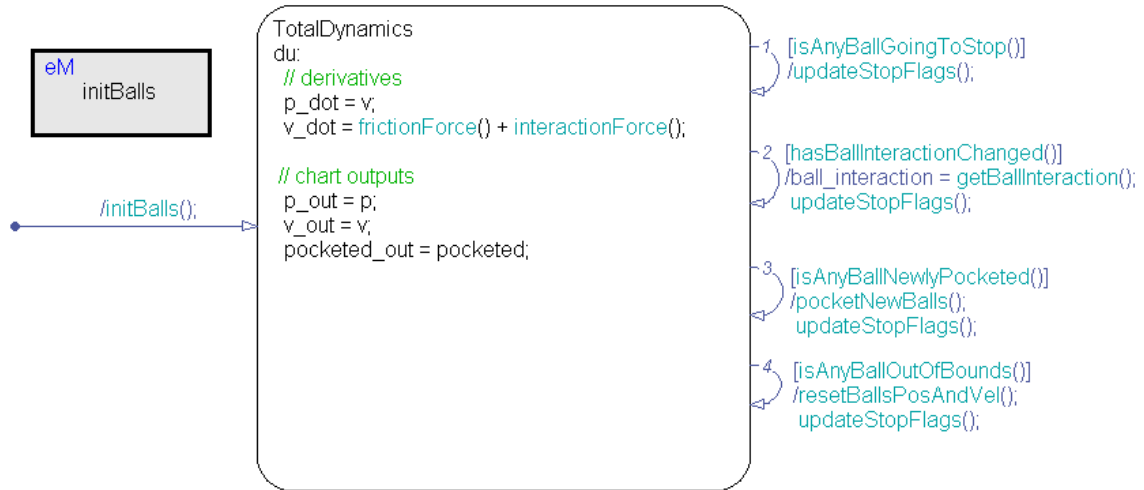 eM
initBalls
/initBalls();
TotalDynamics
du:
// derivatives
p_dot = v;
v_dot = frictionForce() + interactionForce();
// chart outputs
p_out = p;
v_out = v;
pocketed_out = pocketed;
1
[isAnyBallGoingToStop()]
/updateStopFlags();
2
[hasBallInteractionChanged()]
/ball_interaction = getBallInteraction();
updateStopFlags();
3
[isAnyBallNewlyPocketed()]
/pocketNewBalls();
updateStopFlags();
4
[isAnyBallOutOfBounds()]
/resetBallsPosAndVel();
updateStopFlags();